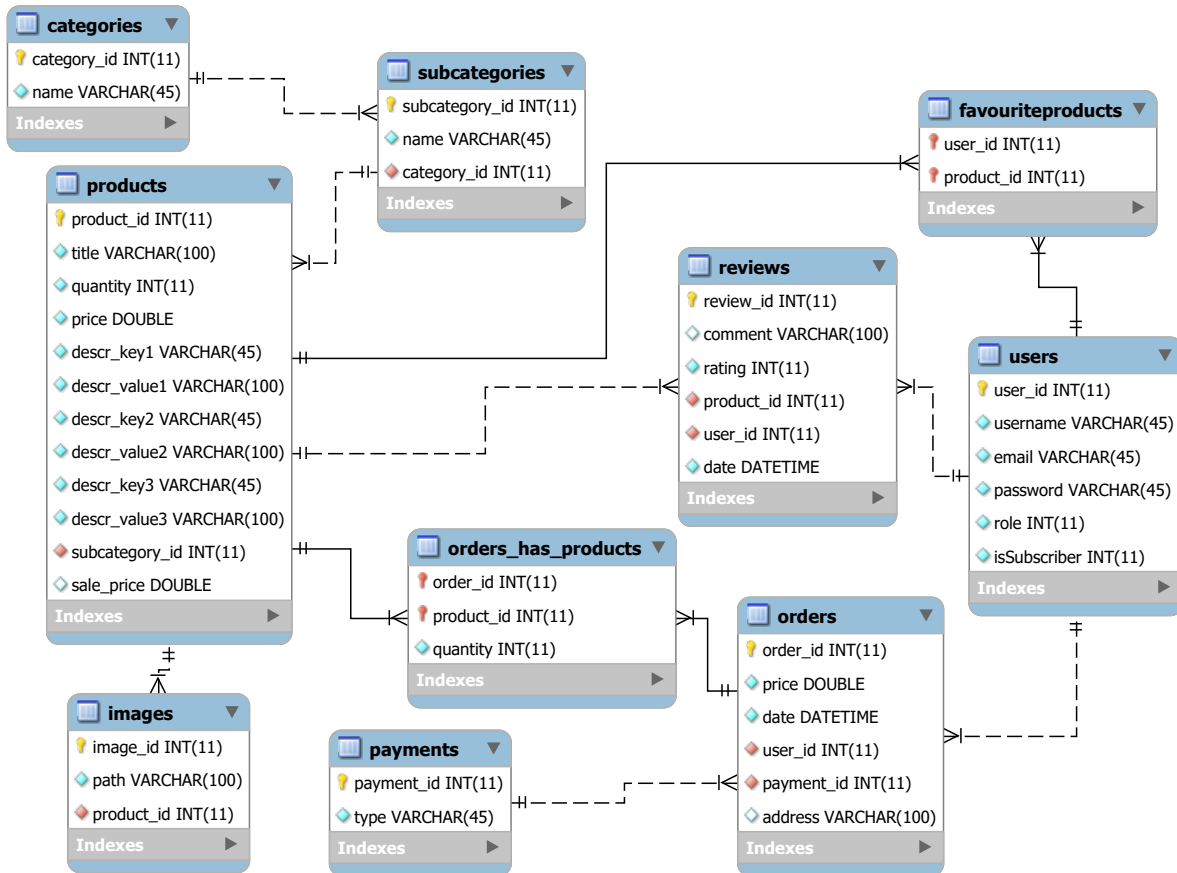 categories
category_id INT(11)
name VARCHAR(45)
Indexes
subcategories
subcategory_id INT(11)
name VARCHAR(45)
category_id INT(11)
Indexes
favouriteproducts
user_id INT(11)
product_id INT(11)
Indexes
products
product_id INT(11)
title VARCHAR(100)
quantity INT(11)
price DOUBLE
descr_key1 VARCHAR(45)
descr_value1 VARCHAR(100)
descr_key2 VARCHAR(45)
descr_value2 VARCHAR(100)
descr_key3 VARCHAR(45)
descr_value3 VARCHAR(100)
subcategory_id INT(11)
sale_price DOUBLE
Indexes
reviews
review_id INT(11)
comment VARCHAR(100)
rating INT(11)
product_id INT(11)
user_id INT(11)
date DATETIME
Indexes
users
user_id INT(11)
username VARCHAR(45)
email VARCHAR(45)
password VARCHAR(45)
role INT(11)
isSubscriber INT(11)
Indexes
orders_has_products
order_id INT(11)
product_id INT(11)
quantity INT(11)
Indexes
orders
order_id INT(11)
price DOUBLE
date DATETIME
user_id INT(11)
payment_id INT(11)
address VARCHAR(100)
Indexes
images
image_id INT(11)
path VARCHAR(100)
product_id INT(11)
Indexes
payments
payment_id INT(11)
type VARCHAR(45)
Indexes